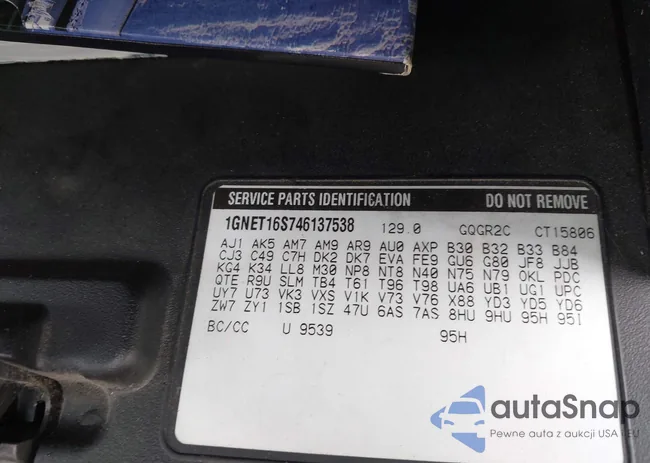 SERVICE PARTS IDENTIFICATION DO NOT REMOVE
1GNET16S746137538 129.0 GQGR2C CT15806
AJ1 AK5 AM7 AM9 AR9 AU0 AXP B30 B32 B33 B84
CJ3 C49 C7H DK2 DK7 EVA FE9 GU6 G80 JF8 JJB
KG4 K34 LL8 M30 NP8 NT8 N40 N75 N79 OKL PDC
QTE R9U SLM TB4 T61 T96 T98 UA6 UB1 UG1 UPC
UY7 U73 VK3 VXS V1K V73 V76 X88 YD3 YD5 YD6
ZW7 ZY1 1SB 1SZ 47U 6AS 7AS 8HU 9HU 95H 95I
BC/CC U 9539 95H
autaSnap
Pewne auta z aukcji USA i EU